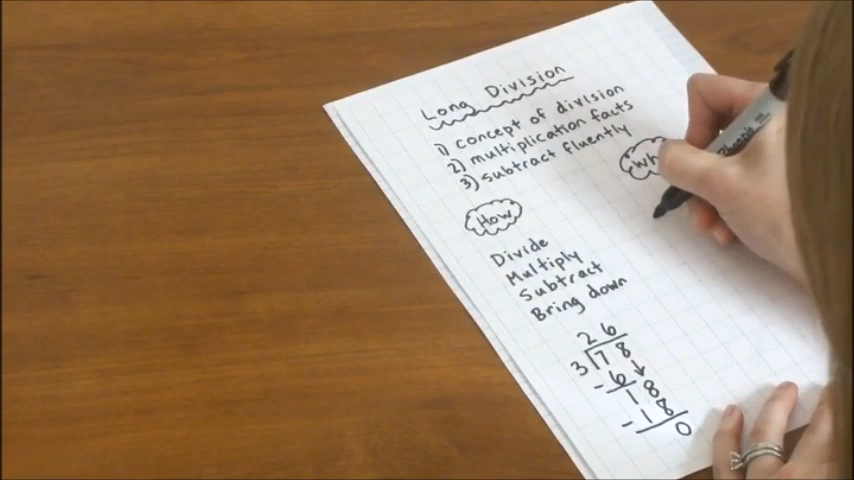 Long Division
1) concept of division
2) multiplication facts
3) subtract fluently
How
Divide
Multiply
Subtract
Bring down
26
3 78
- 6
18
- 18
0
Sharpie